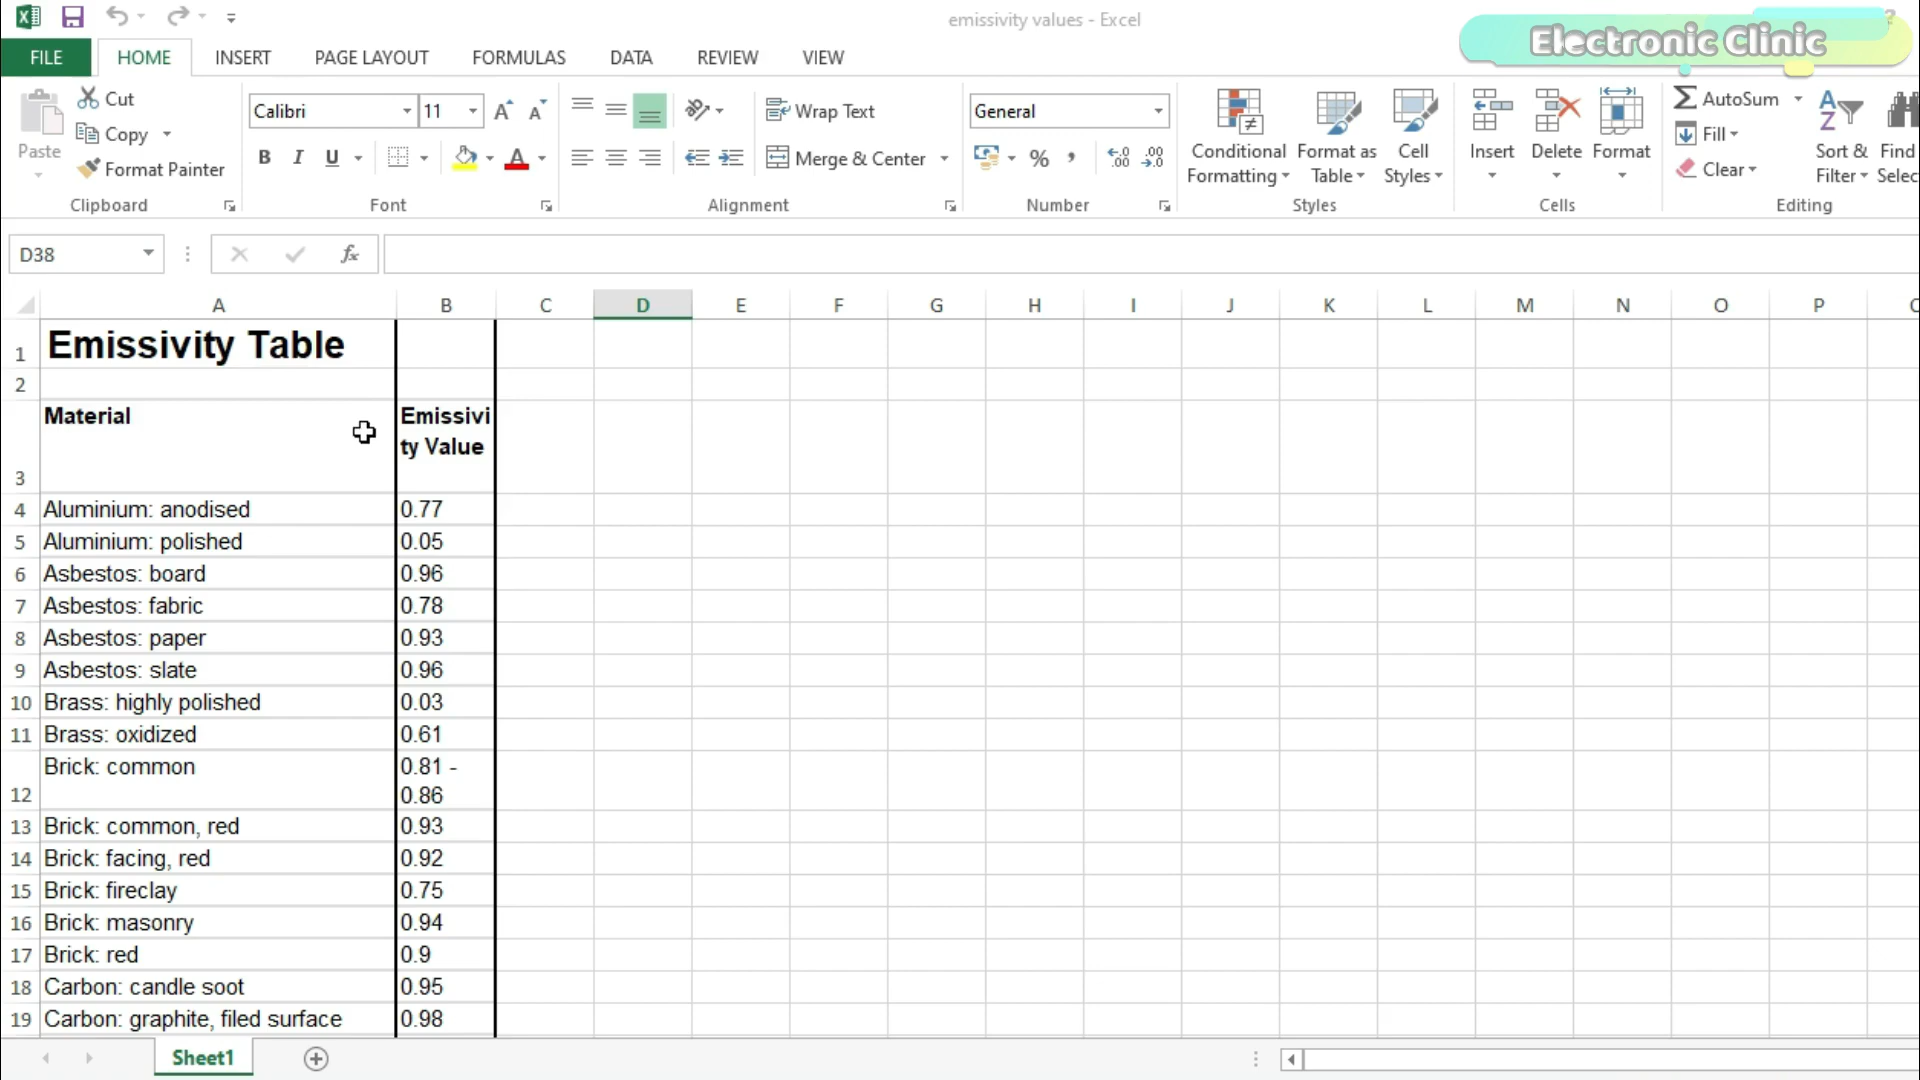 emissivity values - Excel
Electronic Clinic
FILE HOME INSERT PAGE LAYOUT FORMULAS DATA REVIEW VIEW
Paste Cut
Copy
Format Painter
Clipboard
Calibri 11
B I U A
Font
Wrap Text
Merge & Center
Alignment
General
% ,
Number
Conditional Formatting
Format as Table
Cell Styles
Styles
Insert Delete Format
Cells
AutoSum
Fill
Clear
Sort & Filter
Find
Selec
Editing
D38 fx
A B C D E F G H I J K L M N O P
1 Emissivity Table
2
3 Material Emissivi
ty Value
4 Aluminium: anodised 0.77
5 Aluminium: polished 0.05
6 Asbestos: board 0.96
7 Asbestos: fabric 0.78
8 Asbestos: paper 0.93
9 Asbestos: slate 0.96
10 Brass: highly polished 0.03
11 Brass: oxidized 0.61
12 Brick: common 0.81 -
0.86
13 Brick: common, red 0.93
14 Brick: facing, red 0.92
15 Brick: fireclay 0.75
16 Brick: masonry 0.94
17 Brick: red 0.9
18 Carbon: candle soot 0.95
19 Carbon: graphite, filed surface 0.98
Sheet1